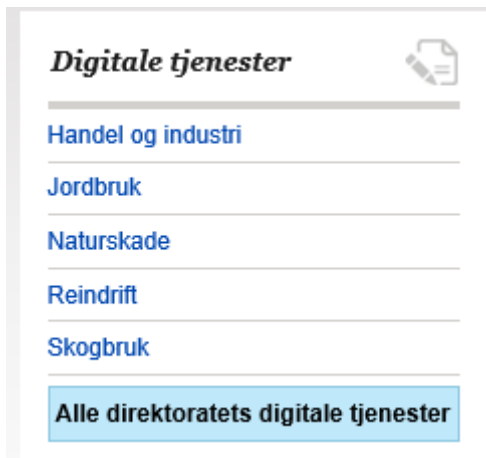 Digitale tjenester
Handel og industri
Jordbruk
Naturskade
Reindrift
Skogbruk
Alle direktoratets digitale tjenester